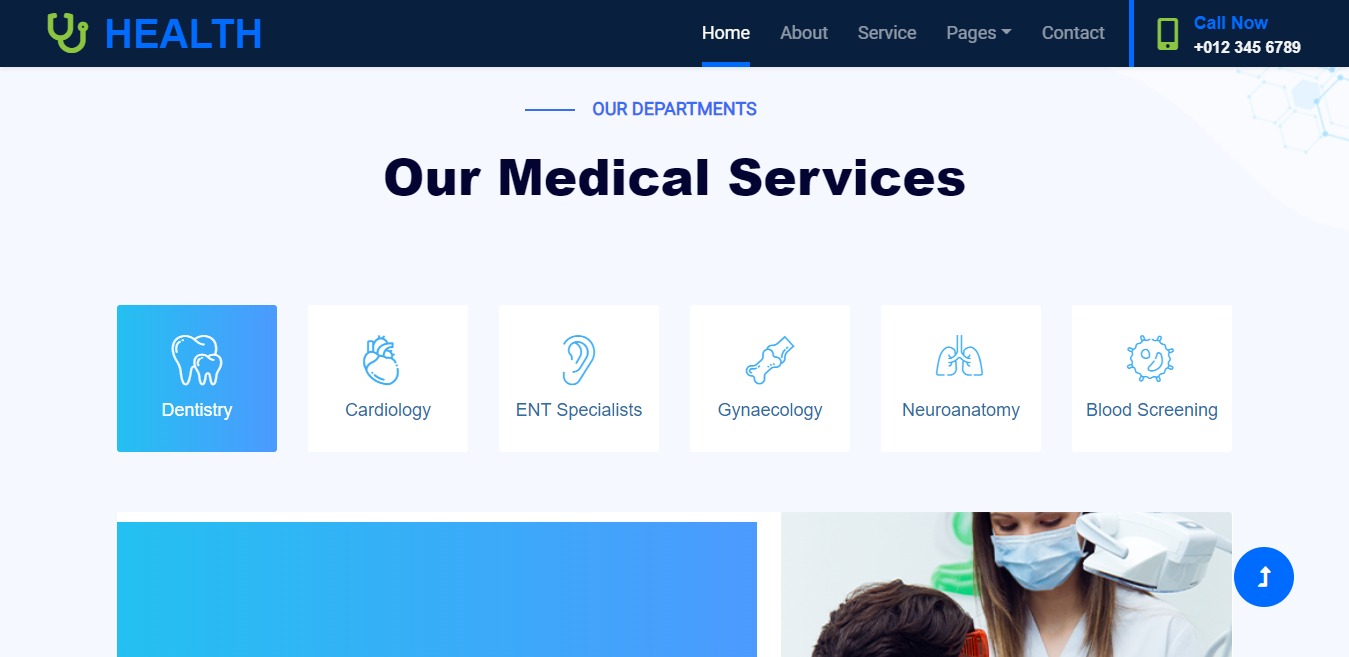 HEALTH
Home About Service Pages Contact
Call Now
+012 345 6789
OUR DEPARTMENTS
Our Medical Services
Dentistry Cardiology ENT Specialists Gynaecology Neuroanatomy Blood Screening